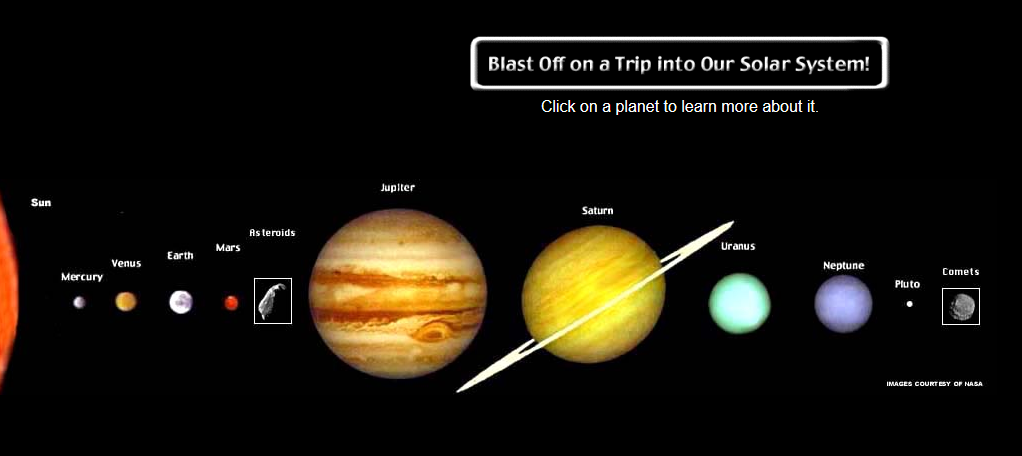 Blast Off on a Trip into Our Solar System!
Click on a planet to learn more about it.
Sun
Mercury
Venus
Earth
Mars
Asteroids
Jupiter
Saturn
Uranus
Neptune
Pluto
Comets
IMAGES COURTESY OF NASA